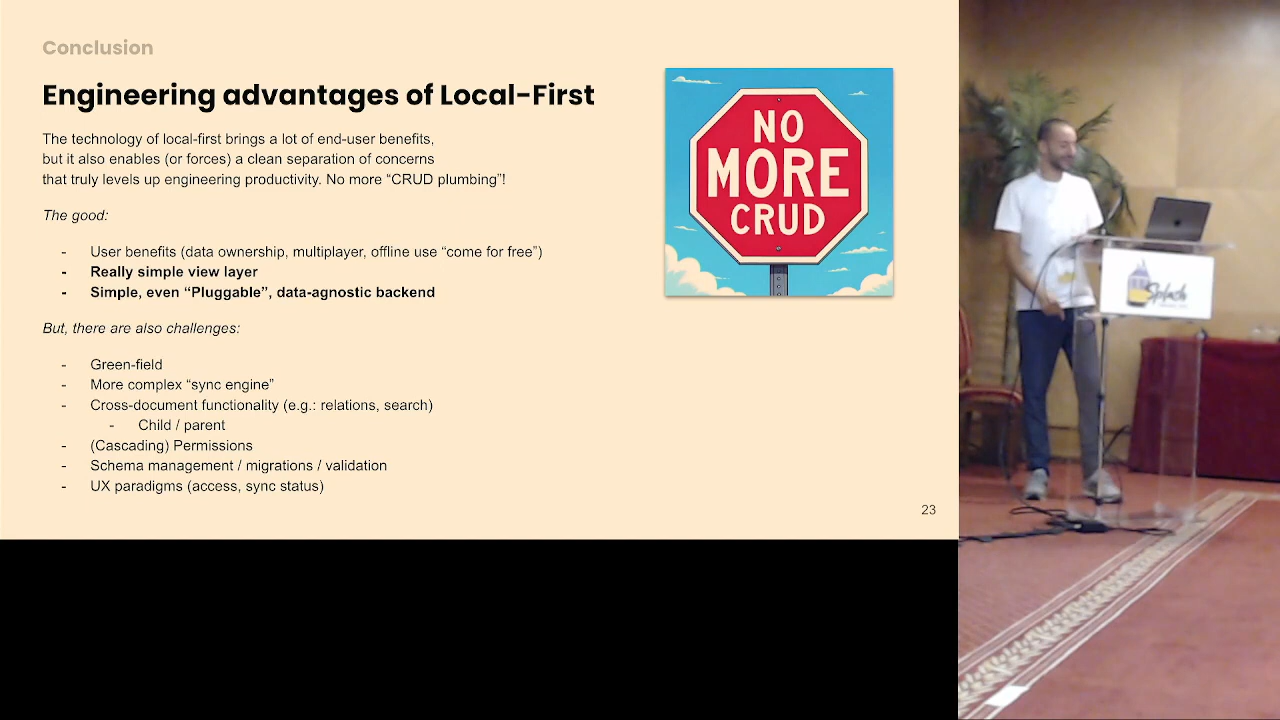 Conclusion
Engineering advantages of Local-First
The technology of local-first brings a lot of end-user benefits,
but it also enables (or forces) a clean separation of concerns
that truly levels up engineering productivity. No more “CRUD plumbing”!
The good:
- User benefits (data ownership, multiplayer, offline use “come for free”)
- Really simple view layer
- Simple, even “Pluggable”, data-agnostic backend
But, there are also challenges:
- Green-field
- More complex “sync engine”
- Cross-document functionality (e.g.: relations, search)
- Child / parent
- (Cascading) Permissions
- Schema management / migrations / validation
- UX paradigms (access, sync status)
NO
MORE
CRUD
23
Splash